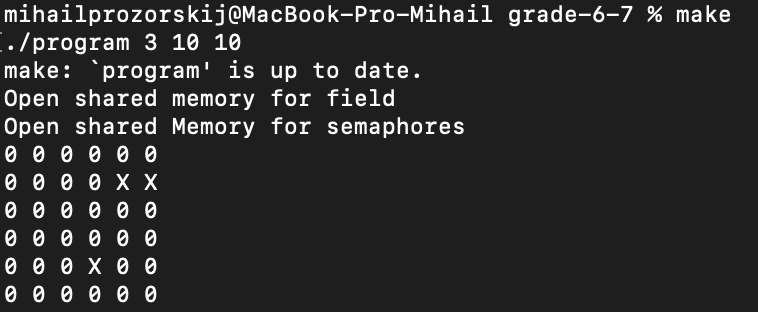 mihailprozorskij@MacBook-Pro-Mihail grade-6-7 % make
./program 3 10 10
make: `program' is up to date.
Open shared memory for field
Open shared Memory for semaphores
0 0 0 0 0 0
0 0 0 0 X X
0 0 0 0 0 0
0 0 0 0 0 0
0 0 0 X 0 0
0 0 0 0 0 0